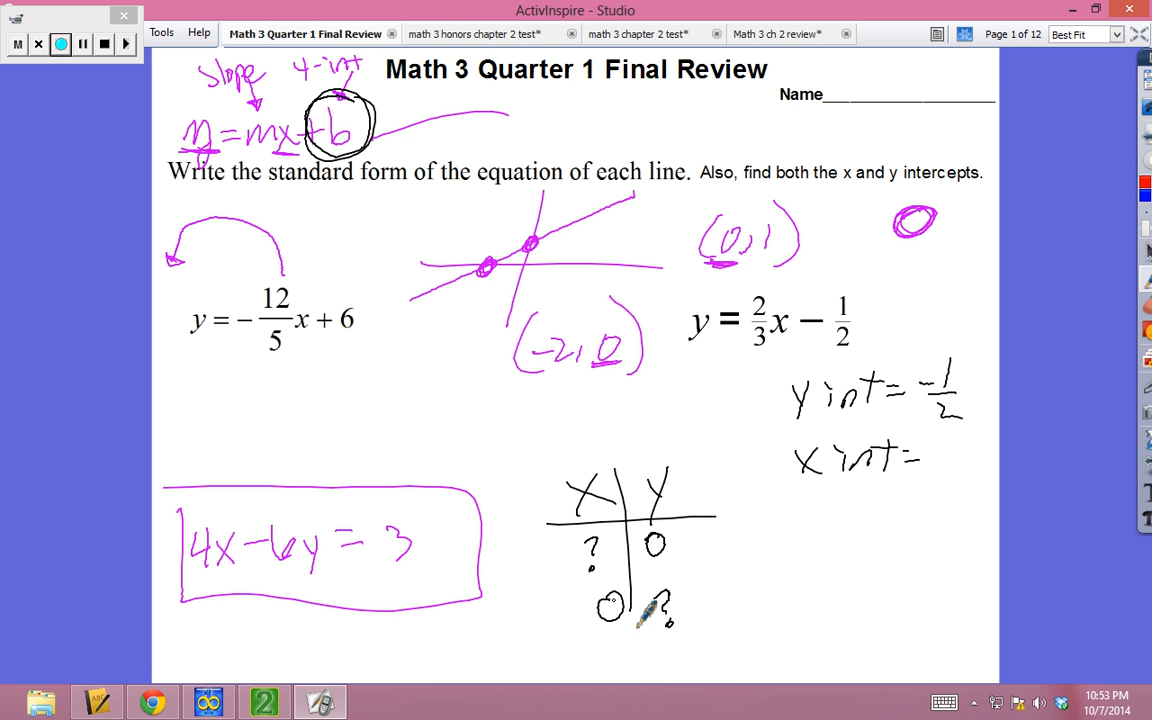 ActivInspire - Studio
M
Tools Help Math 3 Quarter 1 Final Review math 3 honors chapter 2 test* math 3 chapter 2 test* Math 3 ch 2 review* Page 1 of 12 Best Fit
slope y-int
Math 3 Quarter 1 Final Review
Name____________________
y = mx + b
Write the standard form of the equation of each line. Also, find both the x and y intercepts.
(0, 1)
y = - 12/5 x + 6
(-2, 0)
y = 2/3 x − 1/2
y int = -1/2
x int =
X Y
4x - 6y = 3
? 0
0 ?
10:53 PM
10/7/2014